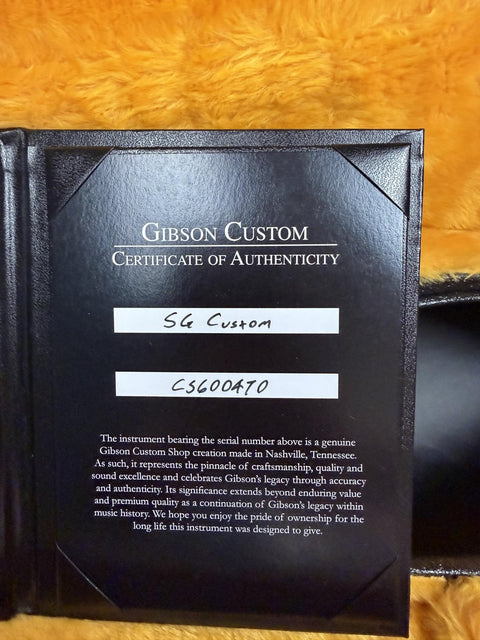 GIBSON CUSTOM
CERTIFICATE OF AUTHENTICITY
SG Custom
CS600470
The instrument bearing the serial number above is a genuine
Gibson Custom Shop creation made in Nashville, Tennessee.
As such, it represents the pinnacle of craftsmanship, quality and
sound excellence and celebrates Gibson's legacy through accuracy
and authenticity. Its significance extends beyond enduring value
and premium quality as a continuation of Gibson's legacy within
music history. We hope you enjoy the pride of ownership for the
long life this instrument was designed to give.